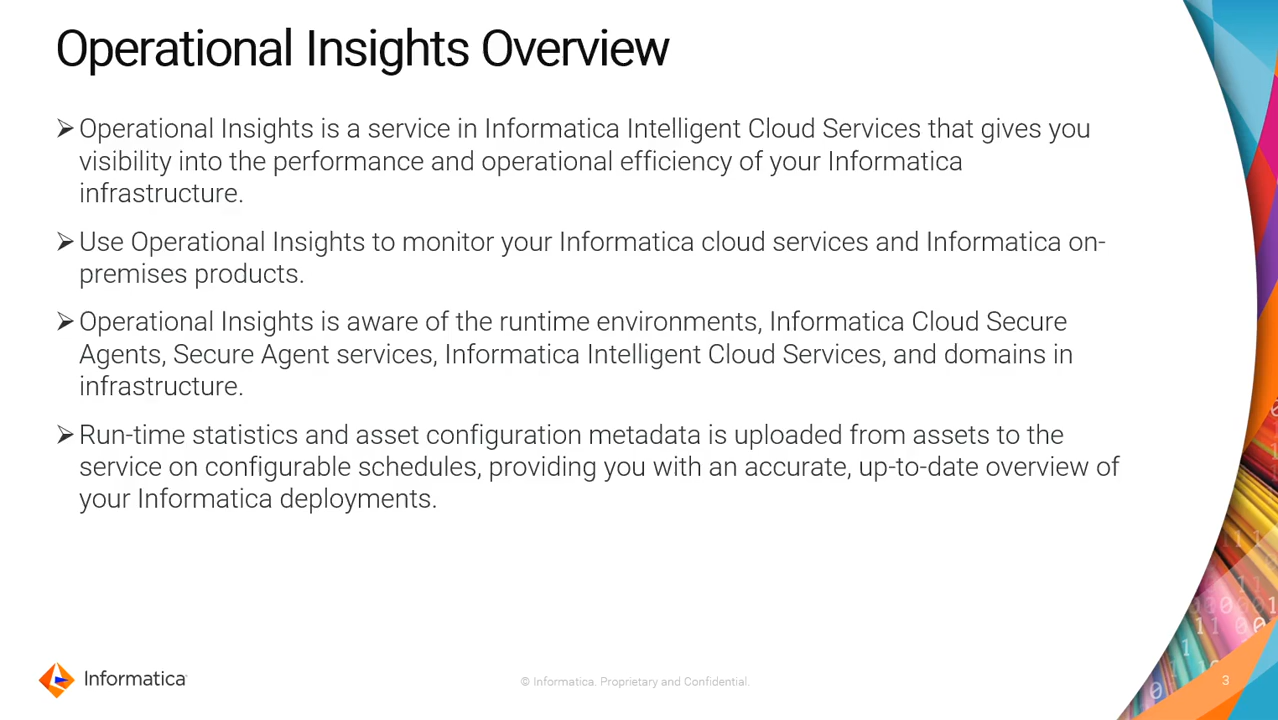 Operational Insights Overview
➢Operational Insights is a service in Informatica Intelligent Cloud Services that gives you
visibility into the performance and operational efficiency of your Informatica
infrastructure.
➢Use Operational Insights to monitor your Informatica cloud services and Informatica on-
premises products.
➢Operational Insights is aware of the runtime environments, Informatica Cloud Secure
Agents, Secure Agent services, Informatica Intelligent Cloud Services, and domains in
infrastructure.
➢Run-time statistics and asset configuration metadata is uploaded from assets to the
service on configurable schedules, providing you with an accurate, up-to-date overview of
your Informatica deployments.
Informatica
© Informatica. Proprietary and Confidential.
3